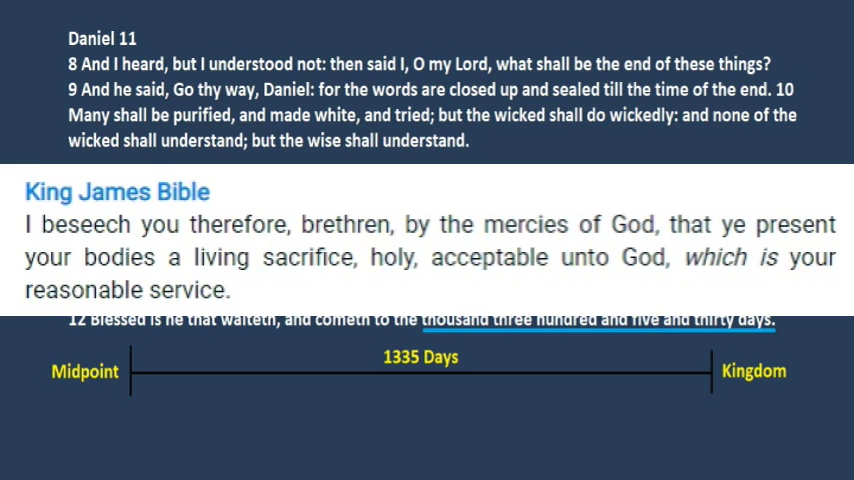 Daniel 11
8 And I heard, but I understood not: then said I, O my Lord, what shall be the end of these things?
9 And he said, Go thy way, Daniel: for the words are closed up and sealed till the time of the end. 10
Many shall be purified, and made white, and tried; but the wicked shall do wickedly: and none of the
wicked shall understand; but the wise shall understand.
King James Bible
I beseech you therefore, brethren, by the mercies of God, that ye present
your bodies a living sacrifice, holy, acceptable unto God, which is your
reasonable service.
12 Blessed is he that waiteth, and cometh to the thousand three hundred and five and thirty days.
1335 Days
Midpoint
Kingdom